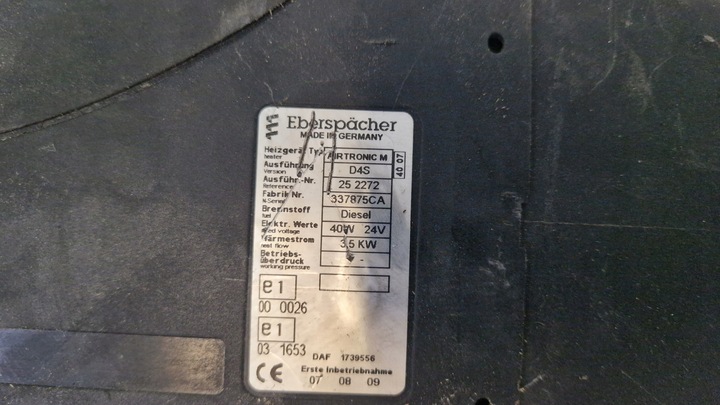 Eberspächer
MADE IN GERMANY
Heizgerät Typ AIRTRONIC M
heater
Ausführung D4S
Version
40 07
Ausführ.-Nr. 25 2272
Reference
Fabrik Nr. 337875CA
N.Serie
Brennstoff Diesel
fuel
Elektr. Werte 40W 24V
rated voltage
Wärmestrom 3,5 KW
heat flow
Betriebs- -
überdruck
working pressure
e1
00 0026
e1
03 1653
DAF 1739556
CE Erste Inbetriebnahme
07 08 09